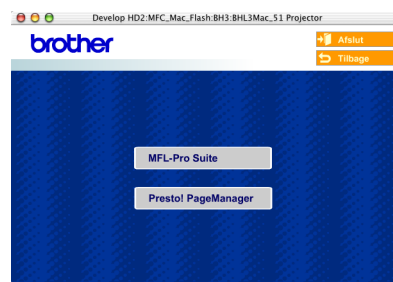 Develop HD2:MFC_Mac_Flash:BH3:BHL3Mac_51 Projector
brother
Afslut
Tilbage
MFL-Pro Suite
Presto! PageManager